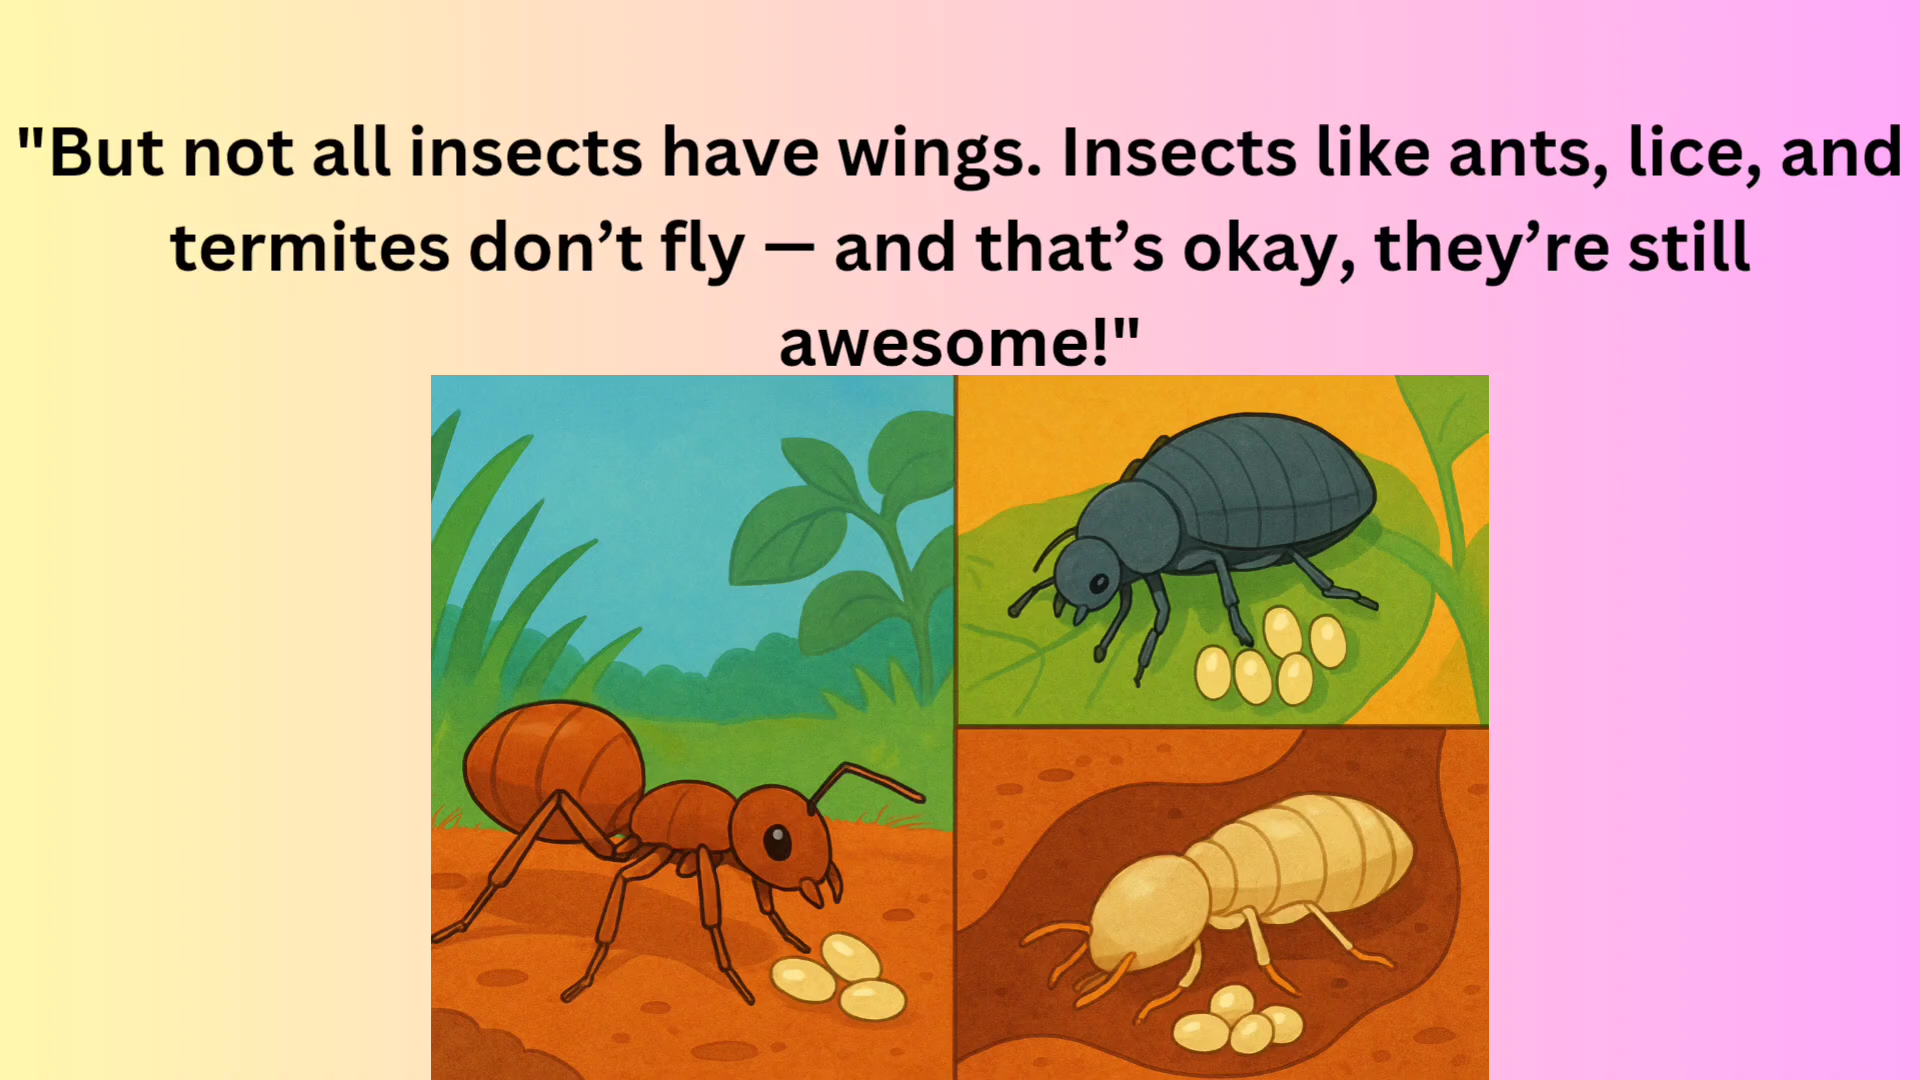 "But not all insects have wings. Insects like ants, lice, and
termites don’t fly — and that’s okay, they’re still
awesome!"